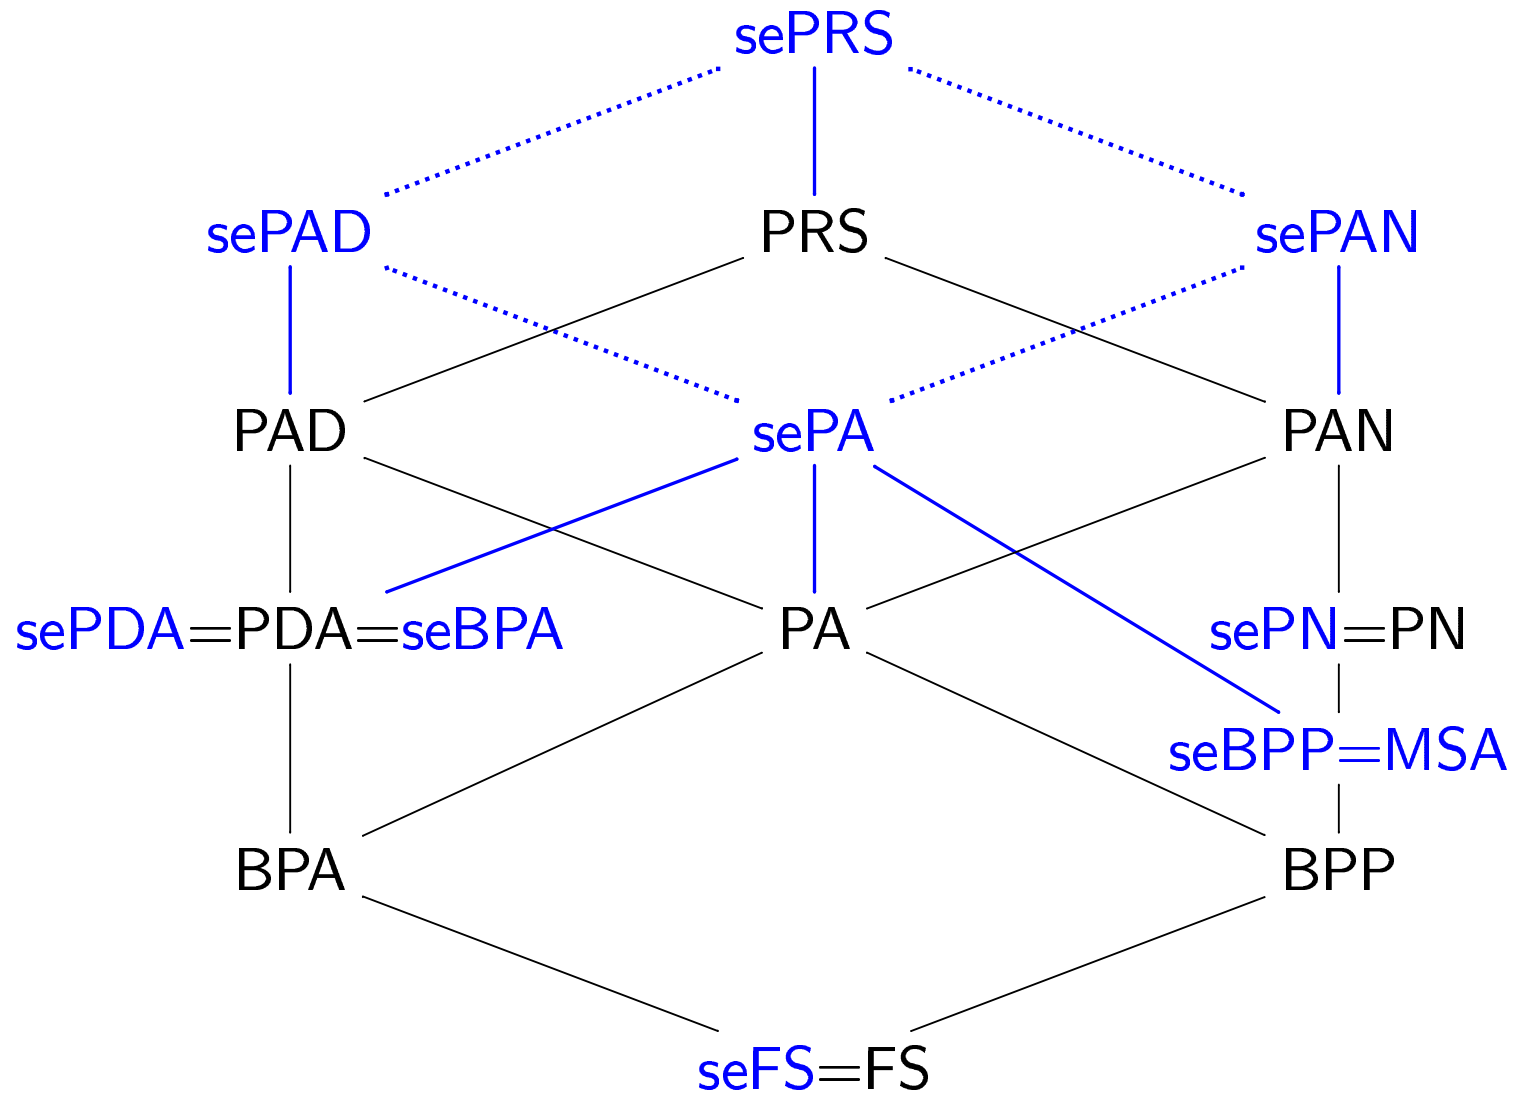 sePRS
sePAD PRS sePAN
PAD sePA PAN
sePDA=PDA=seBPA PA sePN=PN
seBPP=MSA
BPA BPP
seFS=FS